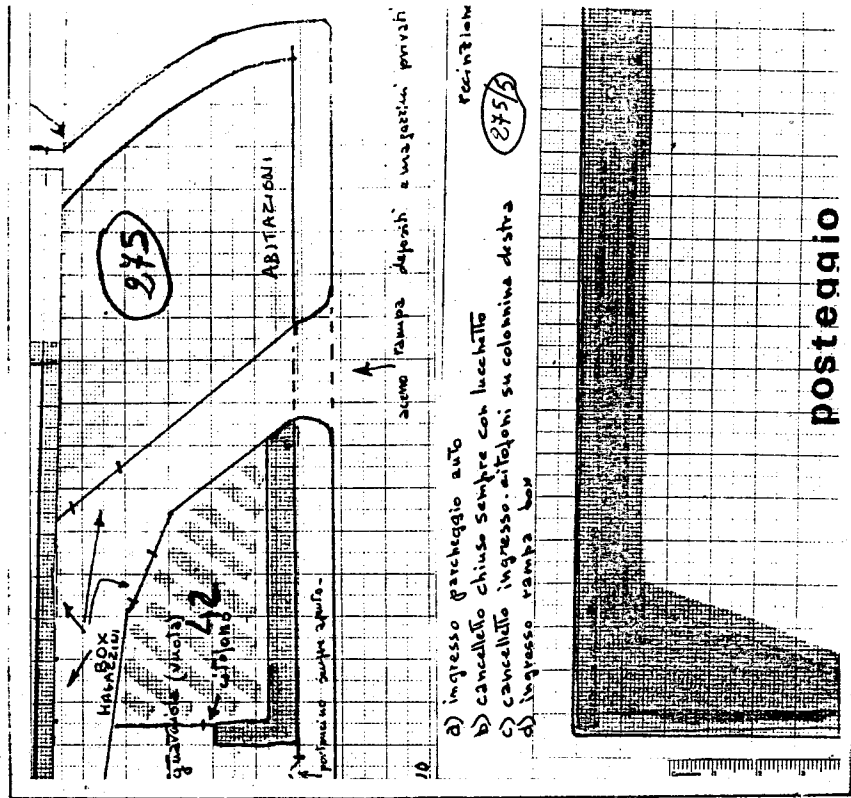 275
ABITAZIONI
BOX
MAGAZZINI
guardiola (vuota)
42
citofono
portoncino sempre aperto
accesso rampa depositi e magazzini privati
10
a) ingresso parcheggio auto
b) cancelletto chiuso sempre con lucchetto
c) cancelletto ingresso. citofoni su colonnina destra
d) ingresso rampa box
275/5
recinzione
posteggio